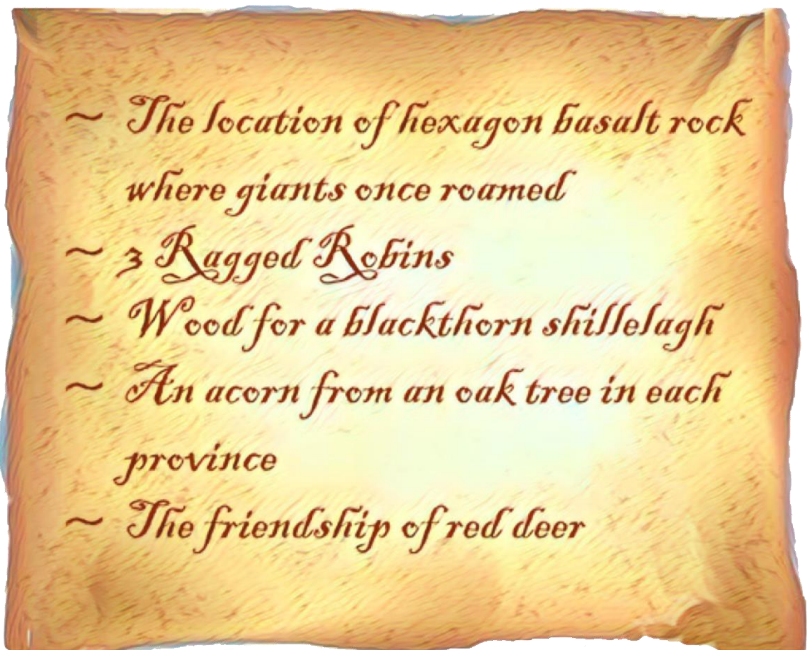 ~ The location of hexagon basalt rock
where giants once roamed
~ 3 Ragged Robins
~ Wood for a blackthorn shillelagh
~ An acorn from an oak tree in each
province
~ The friendship of red deer